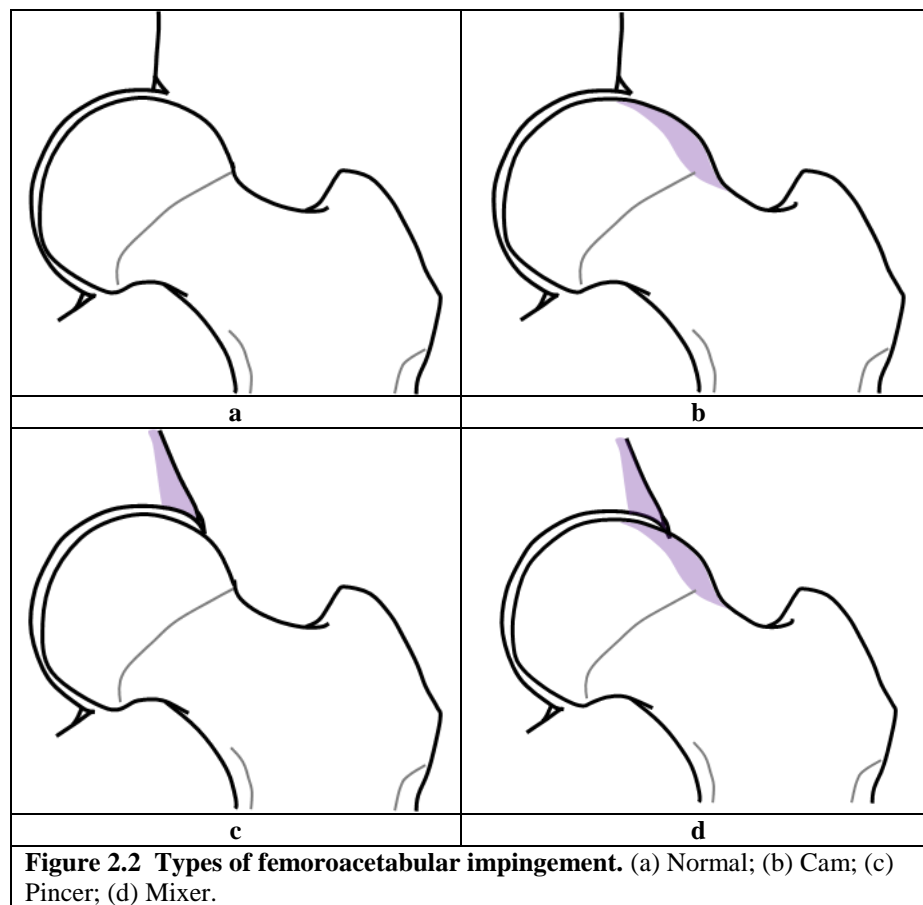 a
b
c
d
Figure 2.2 Types of femoroacetabular impingement. (a) Normal; (b) Cam; (c)
Pincer; (d) Mixer.